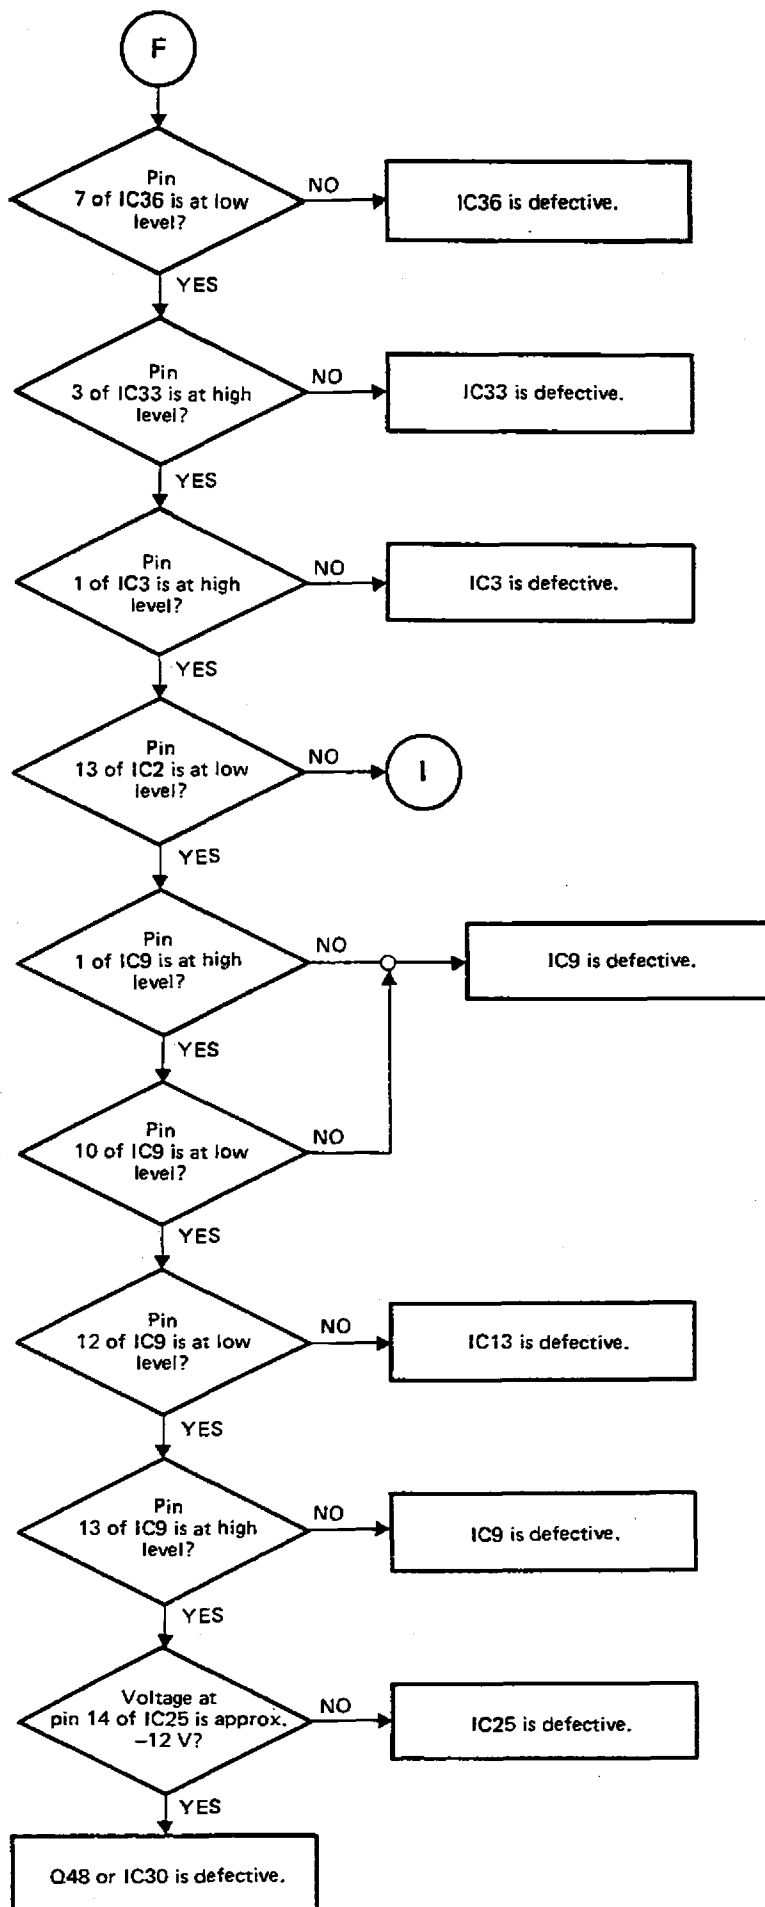 F
Pin
7 of IC36 is at low
level?
NO
IC36 is defective.
YES
Pin
3 of IC33 is at high
level?
NO
IC33 is defective.
YES
Pin
1 of IC3 is at high
level?
NO
IC3 is defective.
YES
Pin
13 of IC2 is at low
level?
NO
I
YES
Pin
1 of IC9 is at high
level?
NO
IC9 is defective.
YES
Pin
10 of IC9 is at low
level?
NO
YES
Pin
12 of IC9 is at low
level?
NO
IC13 is defective.
YES
Pin
13 of IC9 is at high
level?
NO
IC9 is defective.
YES
Voltage at
pin 14 of IC25 is approx.
–12 V?
NO
IC25 is defective.
YES
Q48 or IC30 is defective.